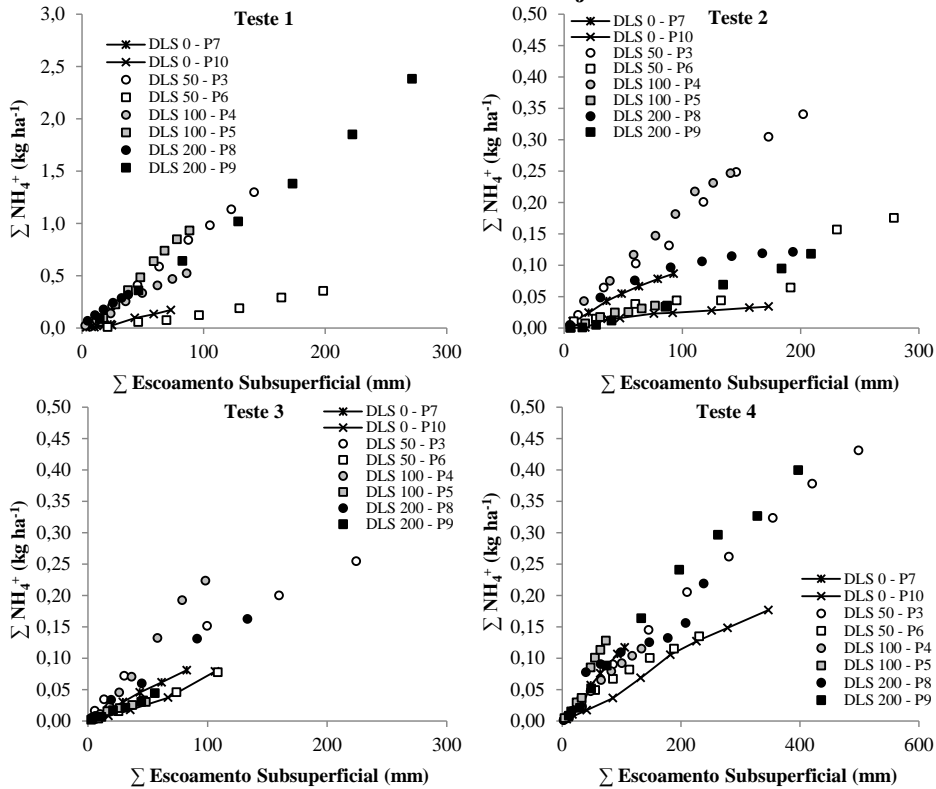 Teste 1
3,0
2,5
2,0
1,5
1,0
0,5
0,0
∑ NH₄⁺ (kg ha⁻¹)
DLS 0 - P7
DLS 0 - P10
DLS 50 - P3
DLS 50 - P6
DLS 100 - P4
DLS 100 - P5
DLS 200 - P8
DLS 200 - P9
0 100 200 300
∑ Escoamento Subsuperficial (mm)
Teste 2
0,50
0,45
0,40
0,35
0,30
0,25
0,20
0,15
0,10
0,05
0,00
∑ NH₄⁺ (kg ha⁻¹)
DLS 0 - P7
DLS 0 - P10
DLS 50 - P3
DLS 50 - P6
DLS 100 - P4
DLS 100 - P5
DLS 200 - P8
DLS 200 - P9
0 100 200 300
∑ Escoamento Subsuperficial (mm)
Teste 3
0,50
0,45
0,40
0,35
0,30
0,25
0,20
0,15
0,10
0,05
0,00
∑ NH₄⁺ (kg ha⁻¹)
DLS 0 - P7
DLS 0 - P10
DLS 50 - P3
DLS 50 - P6
DLS 100 - P4
DLS 100 - P5
DLS 200 - P8
DLS 200 - P9
0 100 200 300
∑ Escoamento Subsuperficial (mm)
Teste 4
0,50
0,45
0,40
0,35
0,30
0,25
0,20
0,15
0,10
0,05
0,00
∑ NH₄⁺ (kg ha⁻¹)
DLS 0 - P7
DLS 0 - P10
DLS 50 - P3
DLS 50 - P6
DLS 100 - P4
DLS 100 - P5
DLS 200 - P8
DLS 200 - P9
0 200 400 600
∑ Escoamento Subsuperficial (mm)